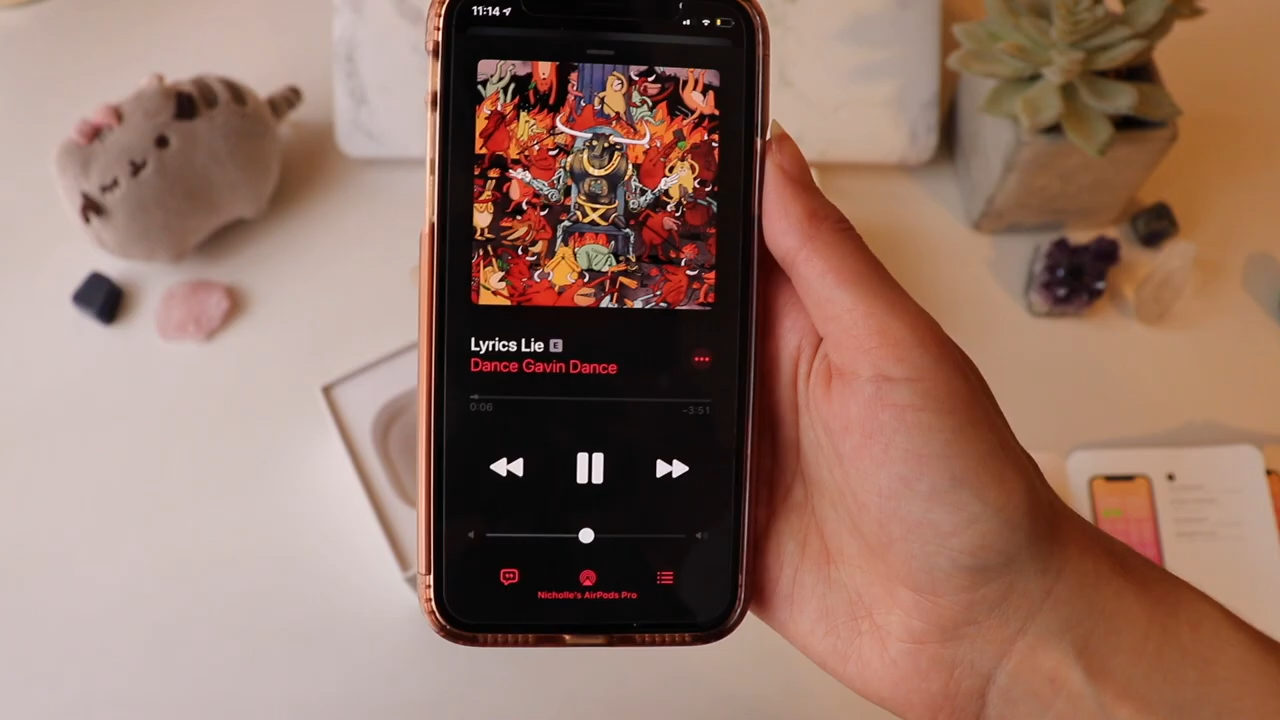 11:14
Lyrics Lie E
Dance Gavin Dance
0:06
-3:51
Nicholle's AirPods Pro